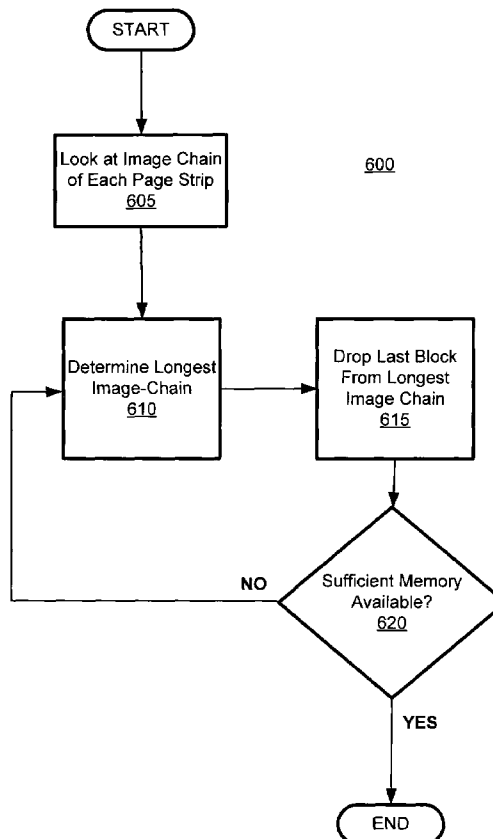 START
Look at Image Chain
of Each Page Strip
605
600
Determine Longest
Image-Chain
610
Drop Last Block
From Longest
Image Chain
615
NO
Sufficient Memory
Available?
620
YES
END